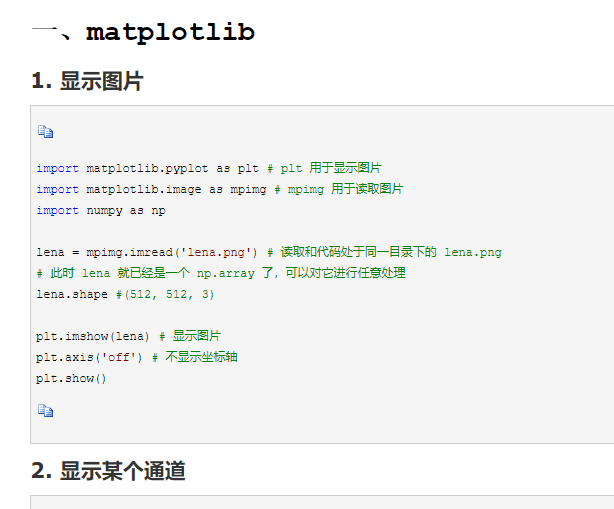 一、matplotlib
1. 显示图片
import matplotlib.pyplot as plt # plt 用于显示图片
import matplotlib.image as mpimg # mpimg 用于读取图片
import numpy as np
lena = mpimg.imread('lena.png') # 读取和代码处于同一目录下的 lena.png
# 此时 lena 就已经是一个 np.array 了，可以对它进行任意处理
lena.shape #(512, 512, 3)
plt.imshow(lena) # 显示图片
plt.axis('off') # 不显示坐标轴
plt.show()
2. 显示某个通道